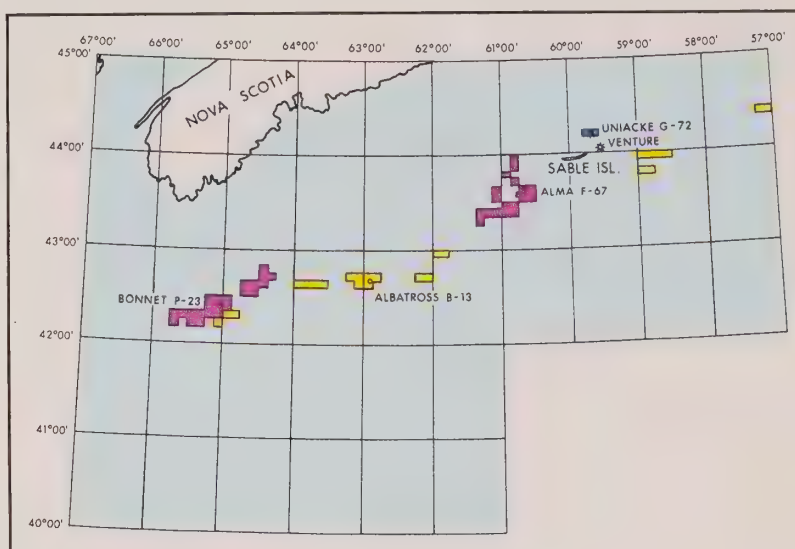 67°00' 66°00' 65°00' 64°00' 63°00' 62°00' 61°00' 60°00' 59°00' 58°00' 57°00'
45°00'
NOVA SCOTIA
44°00'
UNIACKE G-72
VENTURE
SABLE ISL.
ALMA F-67
43°00'
BONNET P-23
ALBATROSS B-13
42°00'
41°00'
40°00'